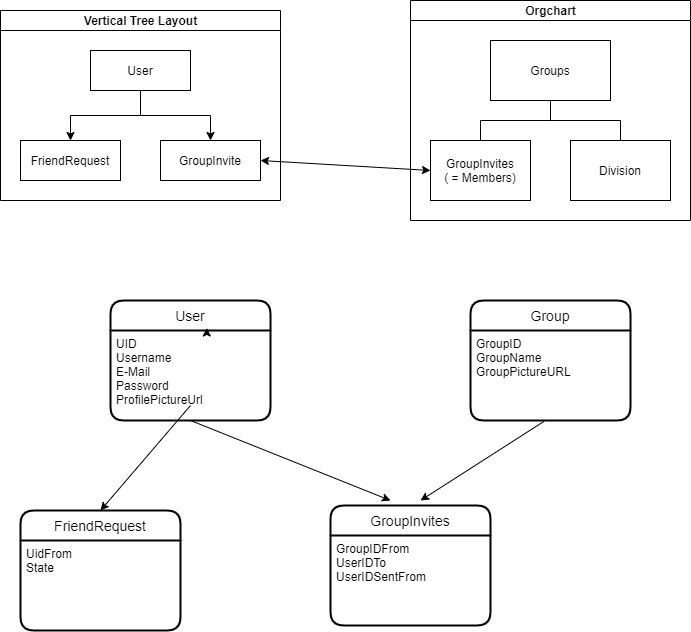 Vertical Tree Layout
User
FriendRequest
GroupInvite
Orgchart
Groups
GroupInvites
( = Members)
Division
User
UID
Username
E-Mail
Password
ProfilePictureUrl
Group
GroupID
GroupName
GroupPictureURL
FriendRequest
UidFrom
State
GroupInvites
GroupIDFrom
UserIDTo
UserIDSentFrom